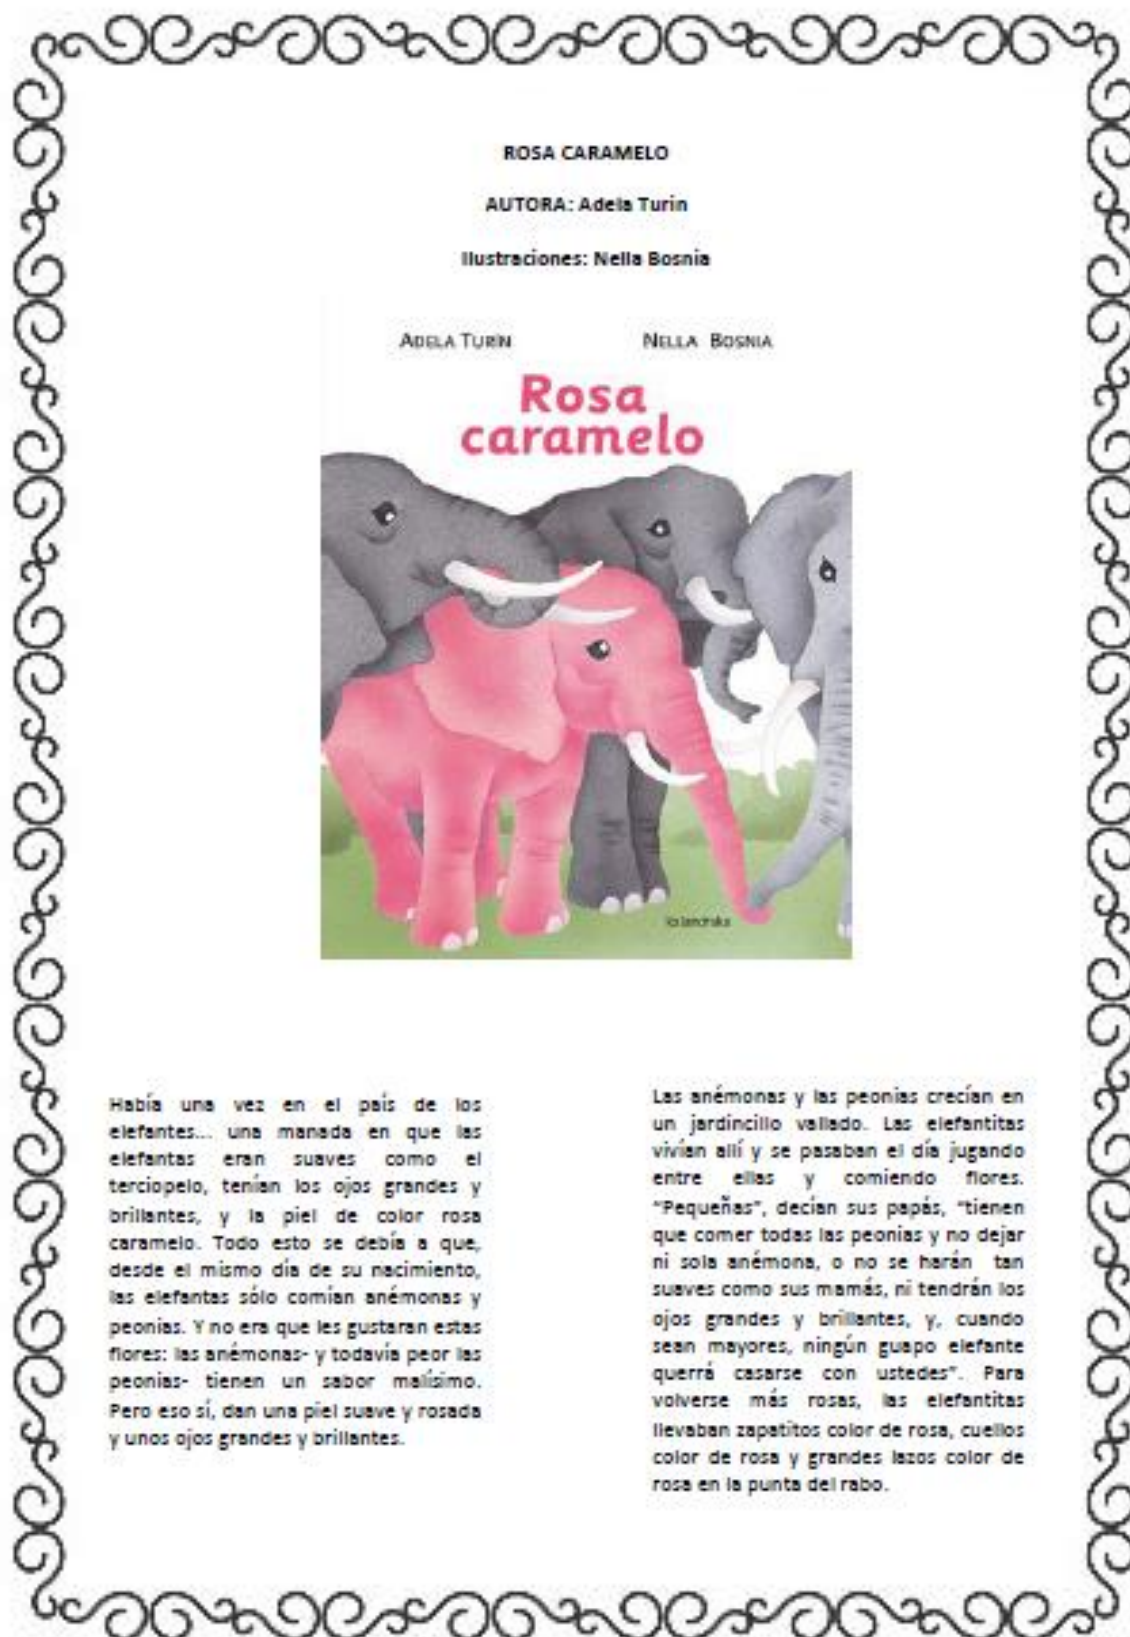 ROSA CARAMELO
AUTORA: Adela Turin
Ilustraciones: Nella Bosnia
ADELA TURÍN NELLA BOSNIA
Rosa
caramelo
kalandraka
Había una vez en el país de los
elefantes... una manada en que las
elefantas eran suaves como el
terciopelo, tenían los ojos grandes y
brillantes, y la piel de color rosa
caramelo. Todo esto se debía a que,
desde el mismo día de su nacimiento,
las elefantas sólo comían anémonas y
peonias. Y no era que les gustaran estas
flores: las anémonas- y todavía peor las
peonias- tienen un sabor malísimo.
Pero eso sí, dan una piel suave y rosada
y unos ojos grandes y brillantes.
Las anémonas y las peonias crecían en
un jardincillo vallado. Las elefantitas
vivían allí y se pasaban el día jugando
entre ellas y comiendo flores.
“Pequeñas”, decían sus papás, “tienen
que comer todas las peonias y no dejar
ni sola anémona, o no se harán tan
suaves como sus mamás, ni tendrán los
ojos grandes y brillantes, y, cuando
sean mayores, ningún guapo elefante
querrá casarse con ustedes”. Para
volverse más rosas, las elefantitas
llevaban zapatitos color de rosa, cuellos
color de rosa y grandes lazos color de
rosa en la punta del rabo.